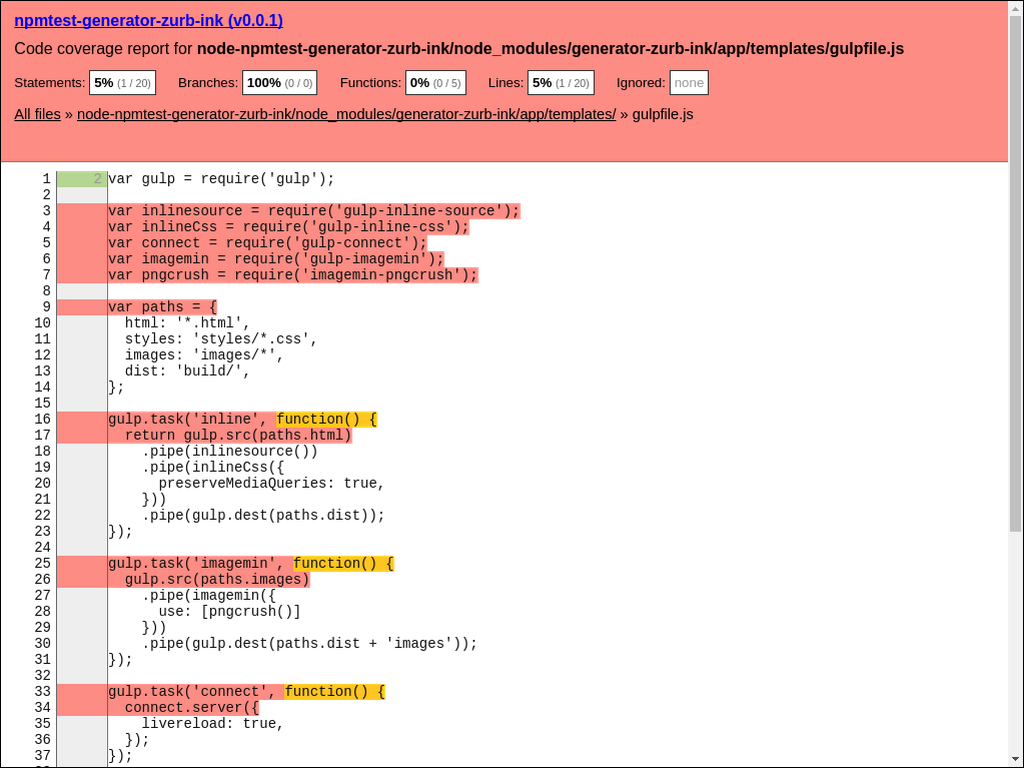 npmtest-generator-zurb-ink (v0.0.1)
Code coverage report for node-npmtest-generator-zurb-ink/node_modules/generator-zurb-ink/app/templates/gulpfile.js
Statements: 5% (1 / 20) Branches: 100% (0 / 0) Functions: 0% (0 / 5) Lines: 5% (1 / 20) Ignored: none
All files » node-npmtest-generator-zurb-ink/node_modules/generator-zurb-ink/app/templates/ » gulpfile.js
1 2 var gulp = require('gulp');
2
3 var inlinesource = require('gulp-inline-source');
4 var inlineCss = require('gulp-inline-css');
5 var connect = require('gulp-connect');
6 var imagemin = require('gulp-imagemin');
7 var pngcrush = require('imagemin-pngcrush');
8
9 var paths = {
10   html: '*.html',
11   styles: 'styles/*.css',
12   images: 'images/*',
13   dist: 'build/',
14 };
15
16 gulp.task('inline', function() {
17   return gulp.src(paths.html)
18     .pipe(inlinesource())
19     .pipe(inlineCss({
20       preserveMediaQueries: true,
21     }))
22     .pipe(gulp.dest(paths.dist));
23 });
24
25 gulp.task('imagemin', function() {
26   gulp.src(paths.images)
27     .pipe(imagemin({
28       use: [pngcrush()]
29     }))
30     .pipe(gulp.dest(paths.dist + 'images'));
31 });
32
33 gulp.task('connect', function() {
34   connect.server({
35     livereload: true,
36   });
37 });